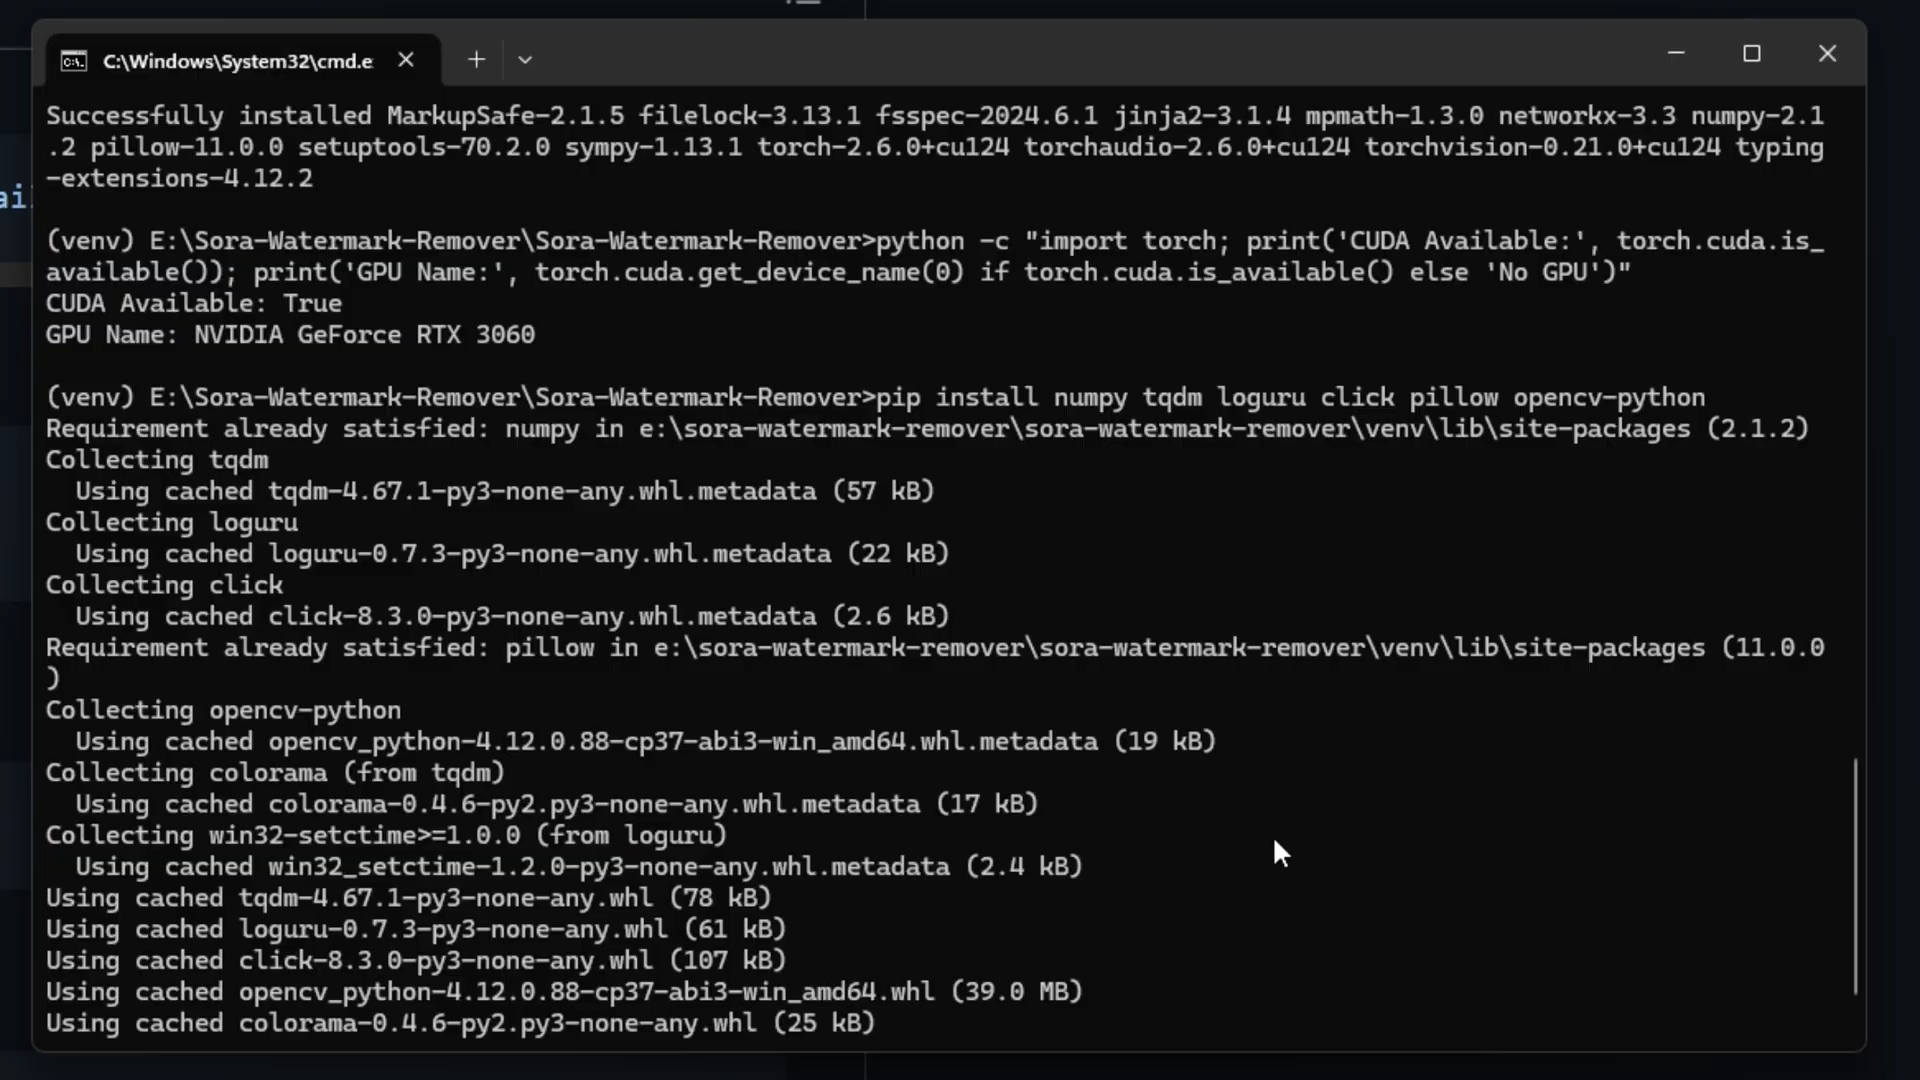 C:\Windows\System32\cmd.e
Successfully installed MarkupSafe-2.1.5 filelock-3.13.1 fsspec-2024.6.1 jinja2-3.1.4 mpmath-1.3.0 networkx-3.3 numpy-2.1
.2 pillow-11.0.0 setuptools-70.2.0 sympy-1.13.1 torch-2.6.0+cu124 torchaudio-2.6.0+cu124 torchvision-0.21.0+cu124 typing
-extensions-4.12.2
ai
(venv) E:\Sora-Watermark-Remover\Sora-Watermark-Remover>python -c "import torch; print('CUDA Available:', torch.cuda.is_
available()); print('GPU Name:', torch.cuda.get_device_name(0) if torch.cuda.is_available() else 'No GPU')"
CUDA Available: True
GPU Name: NVIDIA GeForce RTX 3060
(venv) E:\Sora-Watermark-Remover\Sora-Watermark-Remover>pip install numpy tqdm loguru click pillow opencv-python
Requirement already satisfied: numpy in e:\sora-watermark-remover\sora-watermark-remover\venv\lib\site-packages (2.1.2)
Collecting tqdm
  Using cached tqdm-4.67.1-py3-none-any.whl.metadata (57 kB)
Collecting loguru
  Using cached loguru-0.7.3-py3-none-any.whl.metadata (22 kB)
Collecting click
  Using cached click-8.3.0-py3-none-any.whl.metadata (2.6 kB)
Requirement already satisfied: pillow in e:\sora-watermark-remover\sora-watermark-remover\venv\lib\site-packages (11.0.0
)
Collecting opencv-python
  Using cached opencv_python-4.12.0.88-cp37-abi3-win_amd64.whl.metadata (19 kB)
Collecting colorama (from tqdm)
  Using cached colorama-0.4.6-py2.py3-none-any.whl.metadata (17 kB)
Collecting win32-setctime>=1.0.0 (from loguru)
  Using cached win32_setctime-1.2.0-py3-none-any.whl.metadata (2.4 kB)
Using cached tqdm-4.67.1-py3-none-any.whl (78 kB)
Using cached loguru-0.7.3-py3-none-any.whl (61 kB)
Using cached click-8.3.0-py3-none-any.whl (107 kB)
Using cached opencv_python-4.12.0.88-cp37-abi3-win_amd64.whl (39.0 MB)
Using cached colorama-0.4.6-py2.py3-none-any.whl (25 kB)